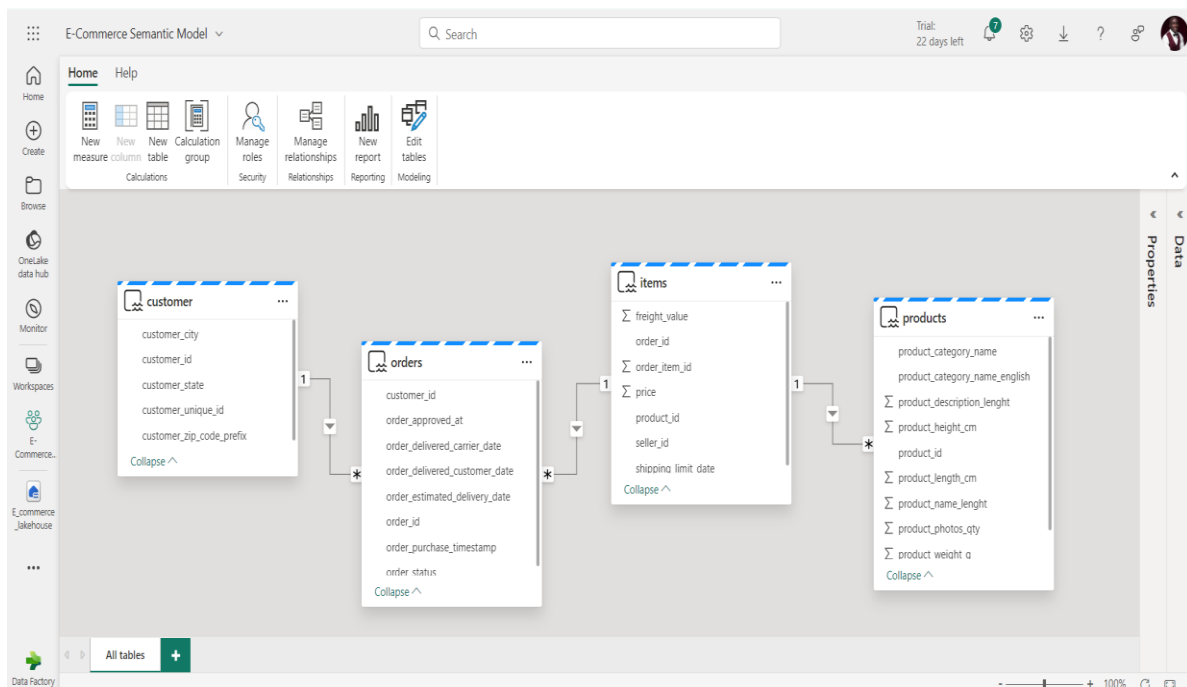 E-Commerce Semantic Model
Search
Trial:
22 days left
7
Home
Help
Home
Create
Browse
OneLake
data hub
Monitor
Workspaces
E-
Commerce..
E_commerce
_lakehouse
Data Factory
New
measure
New
column
New
table
Calculation
group
Calculations
Manage
roles
Security
Manage
relationships
Relationships
New
report
Reporting
Edit
tables
Modeling
customer
customer_city
customer_id
customer_state
customer_unique_id
customer_zip_code_prefix
Collapse
1
*
orders
customer_id
order_approved_at
order_delivered_carrier_date
order_delivered_customer_date
order_estimated_delivery_date
order_id
order_purchase_timestamp
order_status
Collapse
*
1
items
Σ freight_value
order_id
Σ order_item_id
Σ price
product_id
seller_id
shipping_limit_date
Collapse
1
*
products
product_category_name
product_category_name_english
Σ product_description_lenght
Σ product_height_cm
product_id
Σ product_length_cm
Σ product_name_lenght
Σ product_photos_qty
Σ product_weight_g
Collapse
Properties
Data
All tables
+
- + 100%